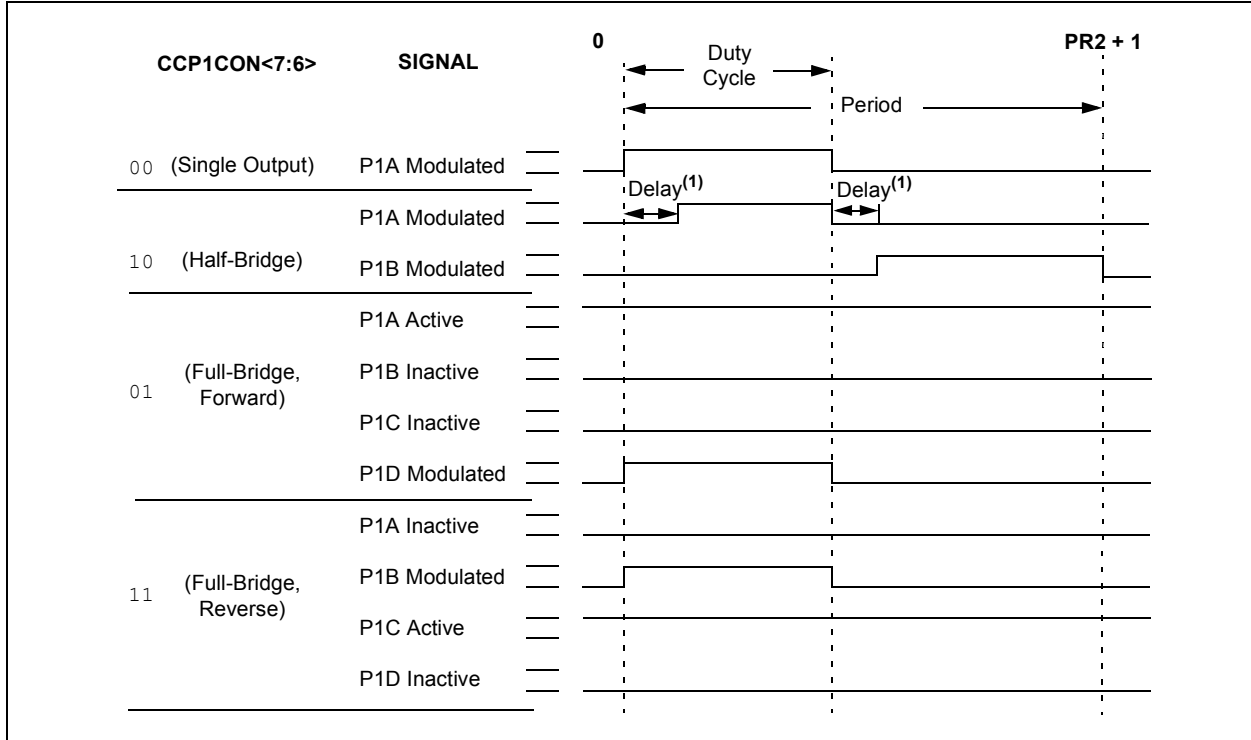 CCP1CON<7:6>
SIGNAL
0
PR2 + 1
Duty
Cycle
Period
00 (Single Output) P1A Modulated
Delay(1)
Delay(1)
P1A Modulated
10 (Half-Bridge) P1B Modulated
P1A Active
01 (Full-Bridge,
Forward)
P1B Inactive
P1C Inactive
P1D Modulated
P1A Inactive
11 (Full-Bridge,
Reverse)
P1B Modulated
P1C Active
P1D Inactive